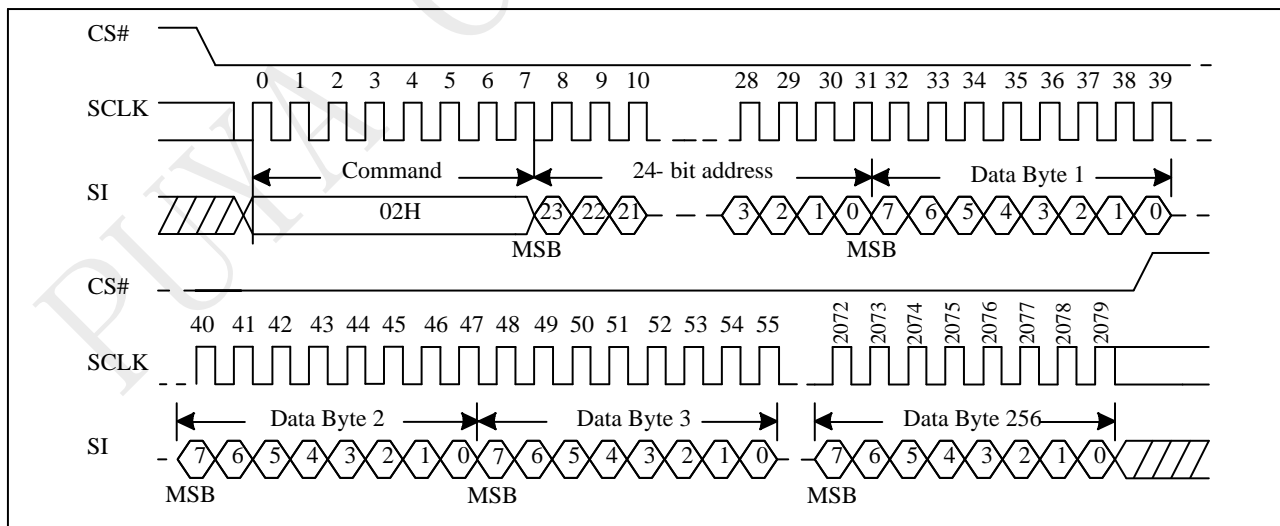 CS#
0 1 2 3 4 5 6 7 8 9 10 28 29 30 31 32 33 34 35 36 37 38 39
SCLK
Command 24- bit address Data Byte 1
SI
02H 23 22 21 3 2 1 0 7 6 5 4 3 2 1 0
MSB MSB
CS#
40 41 42 43 44 45 46 47 48 49 50 51 52 53 54 55 2072 2073 2074 2075 2076 2077 2078 2079
SCLK
Data Byte 2 Data Byte 3 Data Byte 256
SI
7 6 5 4 3 2 1 0 7 6 5 4 3 2 1 0 7 6 5 4 3 2 1 0
MSB MSB MSB
PUYA